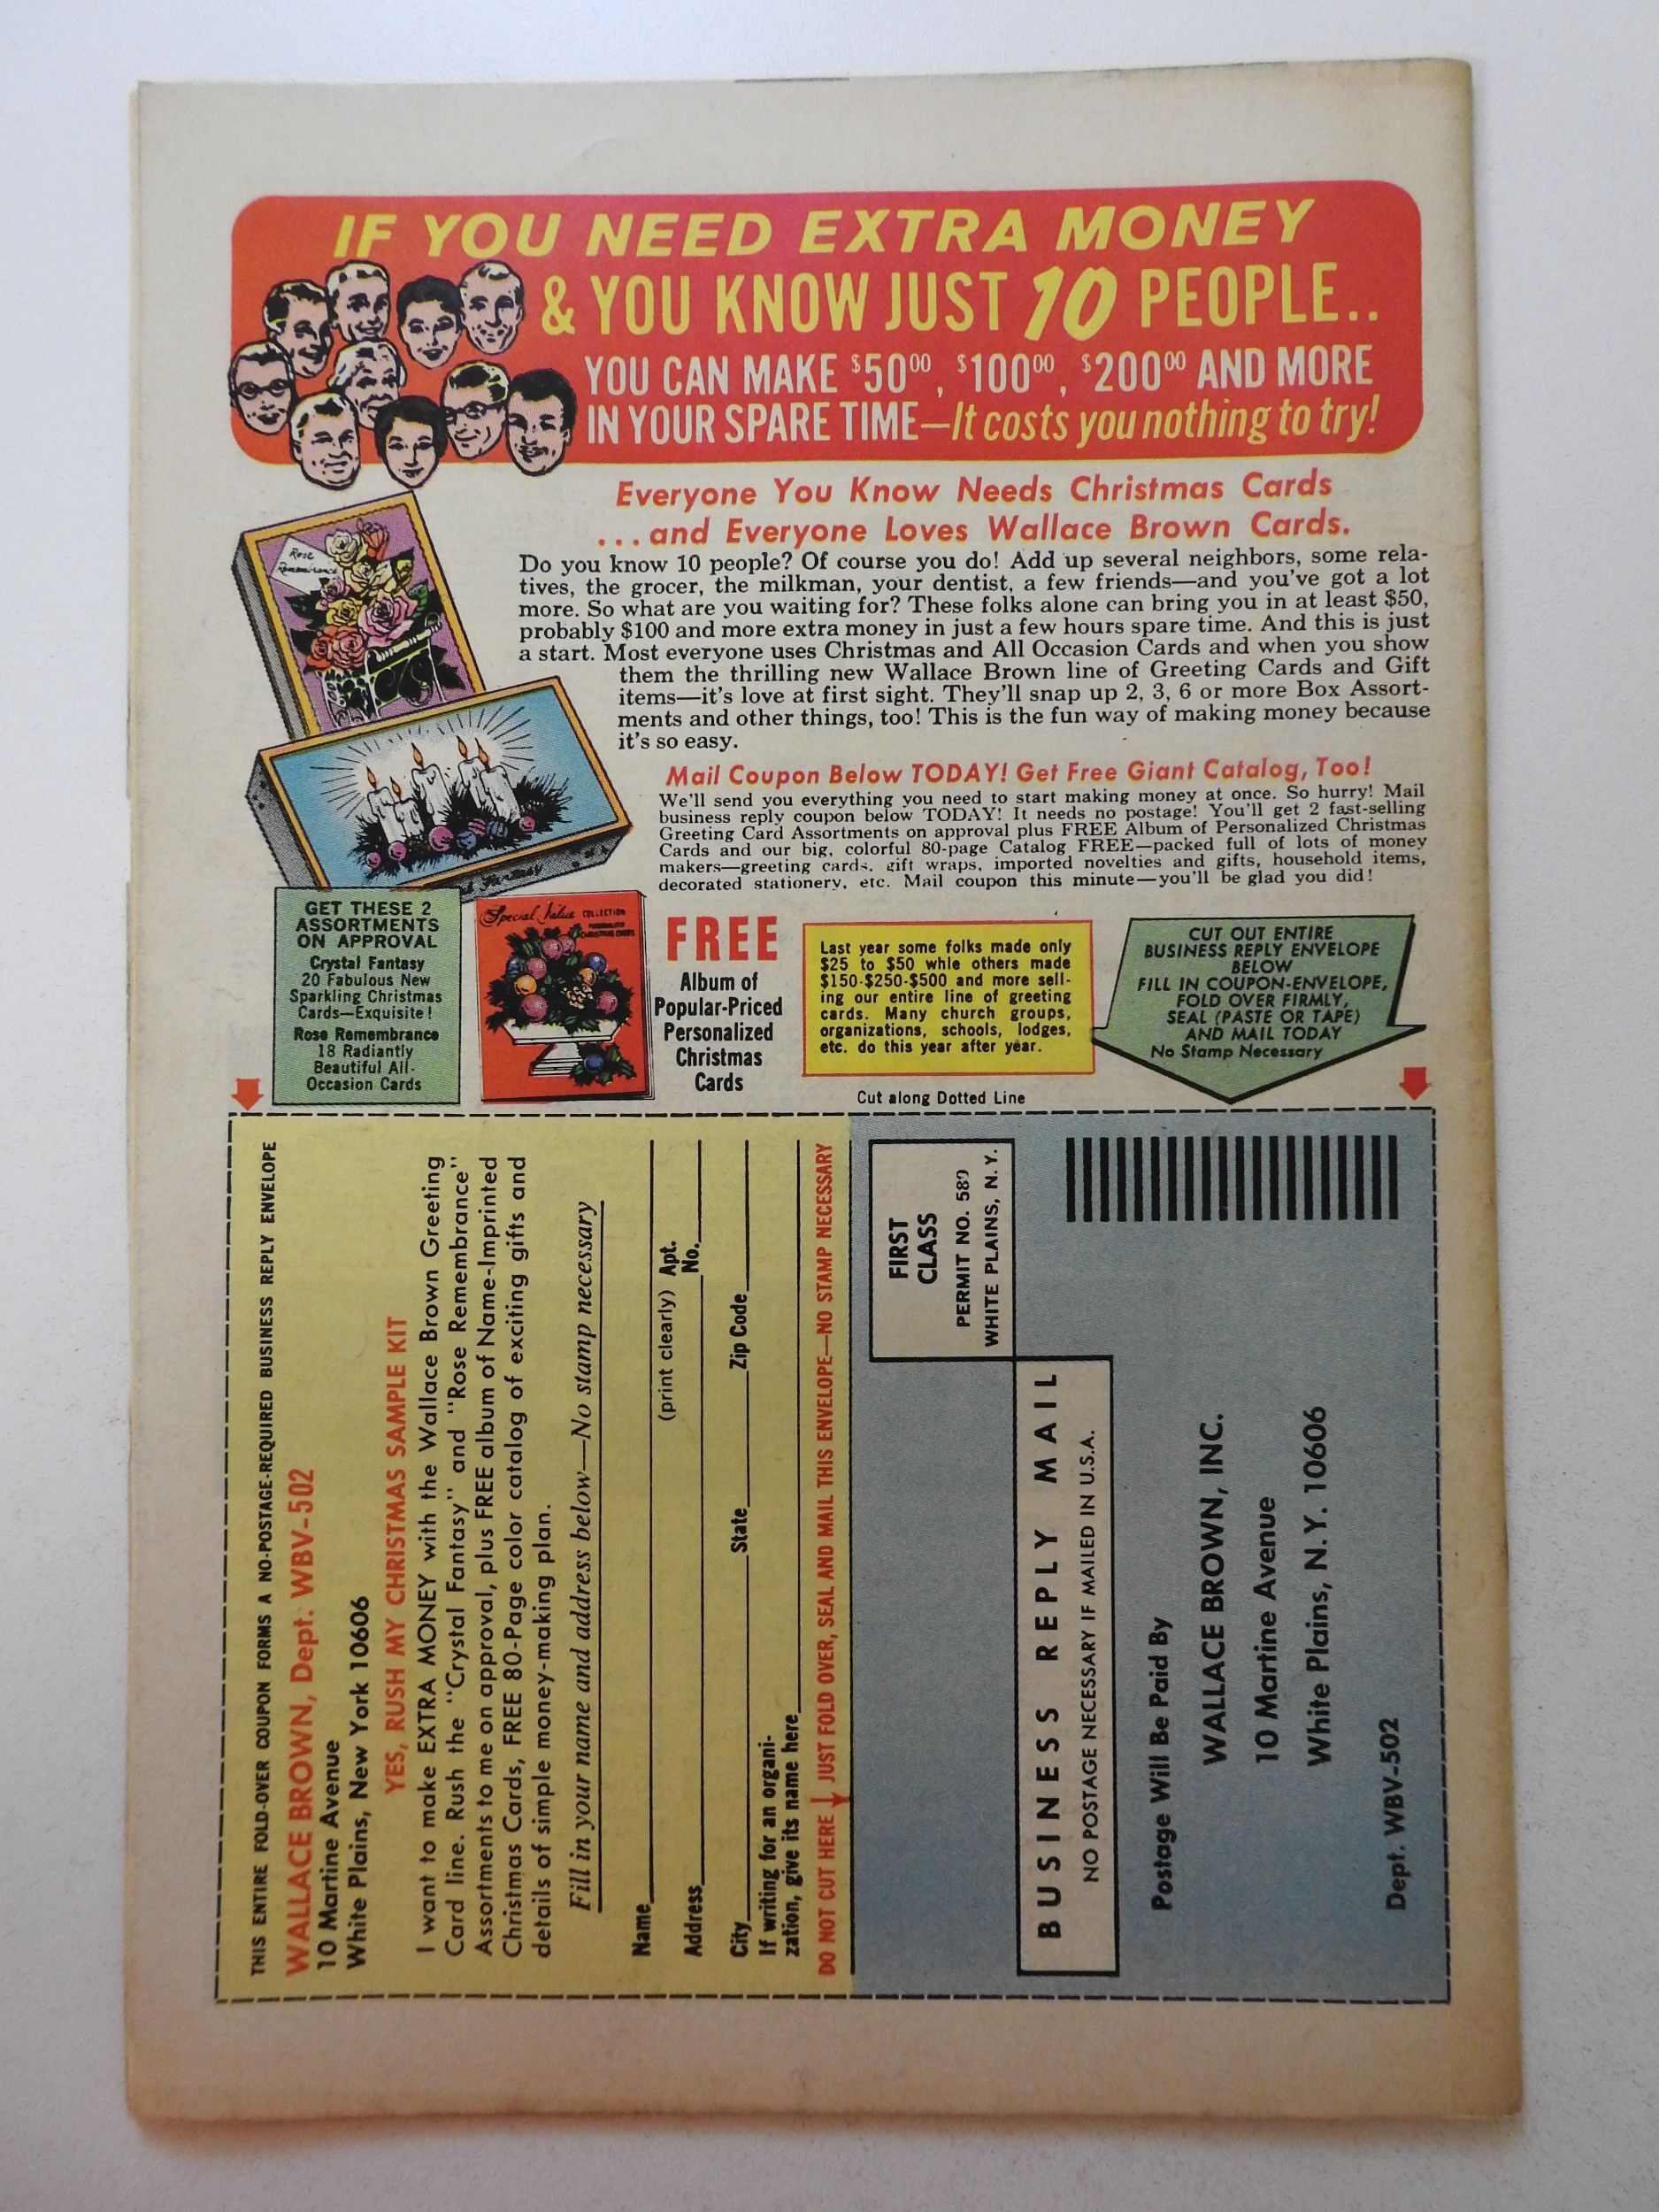 IF YOU NEED EXTRA MONEY
& YOU KNOW JUST 10 PEOPLE..
YOU CAN MAKE $5000, $10000, $20000 AND MORE
IN YOUR SPARE TIME—It costs you nothing to try!
Everyone You Know Needs Christmas Cards
...and Everyone Loves Wallace Brown Cards.
Rose
Remembrance
Do you know 10 people? Of course you do! Add up several neighbors, some rela-
tives, the grocer, the milkman, your dentist, a few friends—and you've got a lot
more. So what are you waiting for? These folks alone can bring you in at least $50,
probably $100 and more extra money in just a few hours spare time. And this is just
a start. Most everyone uses Christmas and All Occasion Cards and when you show
them the thrilling new Wallace Brown line of Greeting Cards and Gift
items—it's love at first sight. They'll snap up 2, 3, 6 or more Box Assort-
ments and other things, too! This is the fun way of making money because
it's so easy.
Mail Coupon Below TODAY! Get Free Giant Catalog, Too!
We'll send you everything you need to start making money at once. So hurry! Mail
business reply coupon below TODAY! It needs no postage! You'll get 2 fast-selling
Greeting Card Assortments on approval plus FREE Album of Personalized Christmas
Cards and our big, colorful 80-page Catalog FREE—packed full of lots of money
makers—greeting cards, gift wraps, imported novelties and gifts, household items,
decorated stationery, etc. Mail coupon this minute—you'll be glad you did!
GET THESE 2
ASSORTMENTS
ON APPROVAL
Crystal Fantasy
20 Fabulous New
Sparkling Christmas
Cards—Exquisite!
Rose Remembrance
18 Radiantly
Beautiful All-
Occasion Cards
Special Value COLLECTION
PERSONALIZED
CHRISTMAS CARDS
FREE
Album of
Popular-Priced
Personalized
Christmas
Cards
Last year some folks made only
$25 to $50 whle others made
$150-$250-$500 and more sell-
ing our entire line of greeting
cards. Many church groups,
organizations, schools, lodges,
etc. do this year after year.
CUT OUT ENTIRE
BUSINESS REPLY ENVELOPE
BELOW
FILL IN COUPON-ENVELOPE,
FOLD OVER FIRMLY,
SEAL (PASTE OR TAPE)
AND MAIL TODAY
No Stamp Necessary
Cut along Dotted Line
THIS ENTIRE FOLD-OVER COUPON FORMS A NO-POSTAGE-REQUIRED BUSINESS REPLY ENVELOPE
WALLACE BROWN, Dept. WBV-502
10 Martine Avenue
White Plains, New York 10606
YES, RUSH MY CHRISTMAS SAMPLE KIT
I want to make EXTRA MONEY with the Wallace Brown Greeting
Card line. Rush the "Crystal Fantasy" and "Rose Remembrance"
Assortments to me on approval, plus FREE album of Name-Imprinted
Christmas Cards, FREE 80-Page color catalog of exciting gifts and
details of simple money-making plan.
Fill in your name and address below—No stamp necessary
Name
(print clearly)
Address Apt. No.
City State Zip Code
If writing for an organi-
zation, give its name here
DO NOT CUT HERE JUST FOLD OVER, SEAL AND MAIL THIS ENVELOPE—NO STAMP NECESSARY
FIRST
CLASS
PERMIT NO. 589
WHITE PLAINS, N. Y.
BUSINESS REPLY MAIL
NO POSTAGE NECESSARY IF MAILED IN U.S.A.
Postage Will Be Paid By
WALLACE BROWN, INC.
10 Martine Avenue
White Plains, N. Y. 10606
Dept. WBV-502